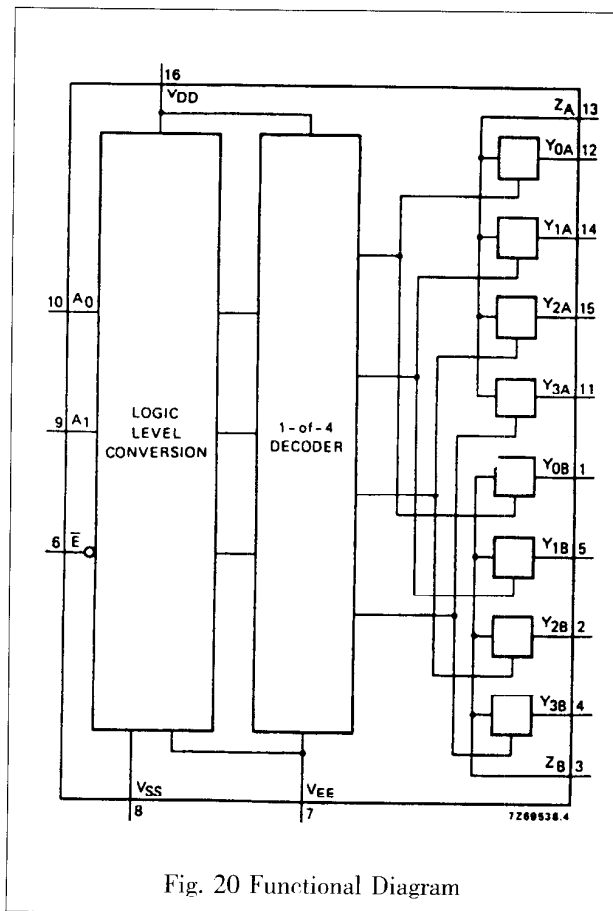 16
VDD
ZA 13
Y0A 12
Y1A 14
10 A0
Y2A 15
Y3A 11
9 A1
LOGIC
LEVEL
CONVERSION
1-of-4
DECODER
Y0B 1
6 E̅
Y1B 5
Y2B 2
Y3B 4
ZB 3
VSS
8
VEE
7
7Z69538.4
Fig. 20 Functional Diagram